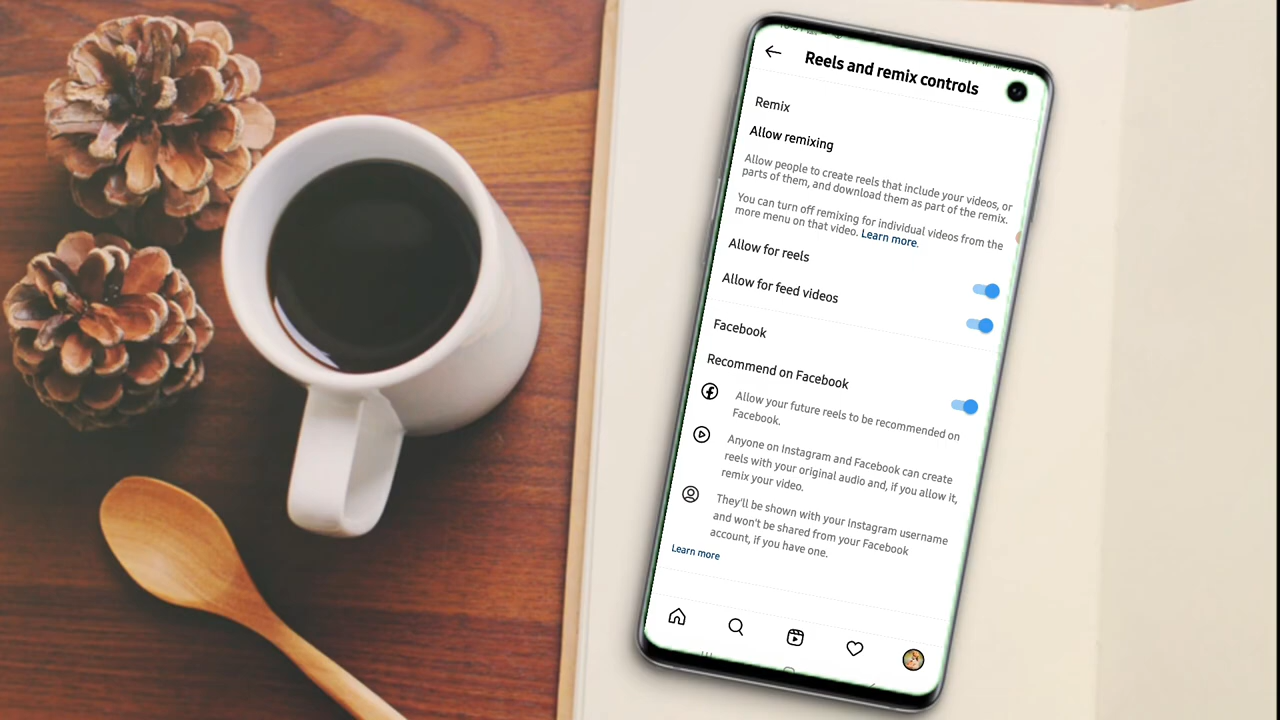 Reels and remix controls
Remix
Allow remixing
Allow people to create reels that include your videos, or
parts of them, and download them as part of the remix.
You can turn off remixing for individual videos from the
more menu on that video. Learn more.
Allow for reels
Allow for feed videos
Facebook
Recommend on Facebook
Allow your future reels to be recommended on
Facebook.
Anyone on Instagram and Facebook can create
reels with your original audio and, if you allow it,
remix your video.
They'll be shown with your Instagram username
and won't be shared from your Facebook
account, if you have one.
Learn more